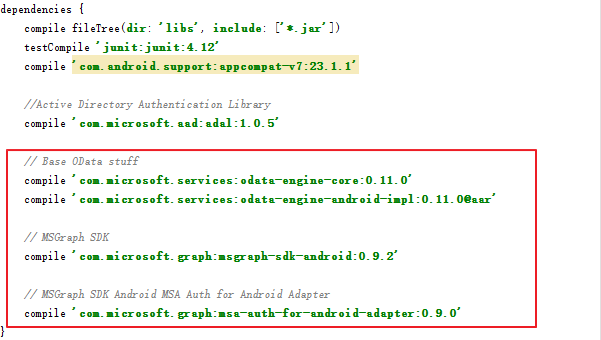 dependencies {
compile fileTree(dir: 'libs', include: ['*.jar'])
testCompile 'junit:junit:4.12'
compile 'com.android.support:appcompat-v7:23.1.1'
//Active Directory Authentication Library
compile 'com.microsoft.aad:adal:1.0.5'
// Base OData stuff
compile 'com.microsoft.services:odata-engine-core:0.11.0'
compile 'com.microsoft.services:odata-engine-android-impl:0.11.0@aar'
// MSGraph SDK
compile 'com.microsoft.graph:msgraph-sdk-android:0.9.2'
// MSGraph SDK Android MSA Auth for Android Adapter
compile 'com.microsoft.graph:msa-auth-for-android-adapter:0.9.0'
}